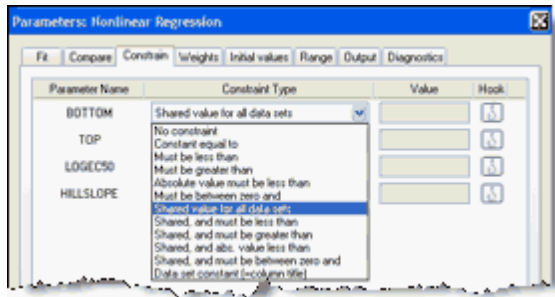 Parameters: Nonlinear Regression
Fit Compare Constrain Weights Initial values Range Output Diagnostics
Parameter Name Constraint Type Value Hook
BOTTOM Shared value for all data sets
TOP
LOGEC50
HILLSLOPE
No constraint
Constant equal to
Must be less than
Must be greater than
Absolute value must be less than
Must be between zero and
Shared value for all data sets
Shared, and must be less than
Shared, and must be greater than
Shared, and abs. value less than
Shared, and must be between zero and
Data set constant (=column title)